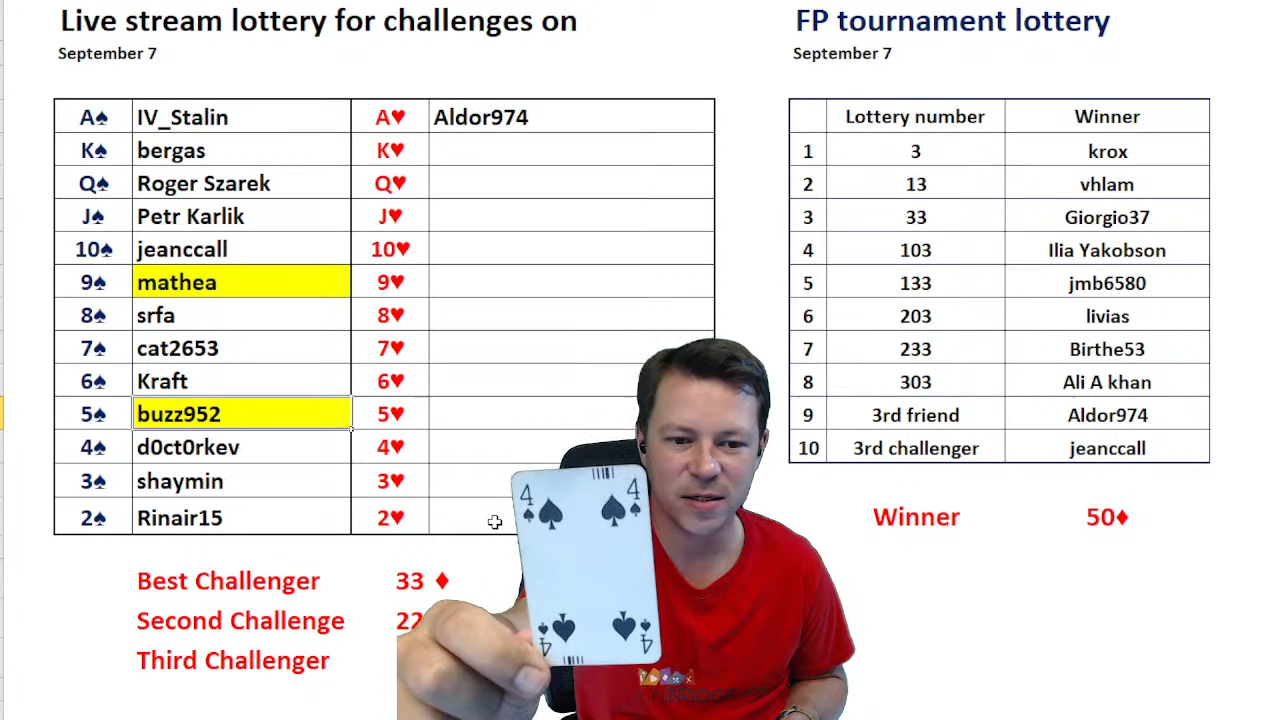 Live stream lottery for challenges on
September 7
A♠ IV_Stalin A♥ Aldor974
K♠ bergas K♥
Q♠ Roger Szarek Q♥
J♠ Petr Karlik J♥
10♠ jeanccall 10♥
9♠ mathea 9♥
8♠ srfa 8♥
7♠ cat2653 7♥
6♠ Kraft 6♥
5♠ buzz952 5♥
4♠ d0ct0rkev 4♥
3♠ shaymin 3♥
2♠ Rinair15 2♥
Best Challenger 33 ♦
Second Challenge 22
Third Challenger
FP tournament lottery
September 7
Lottery number Winner
1 3 krox
2 13 vhlam
3 33 Giorgio37
4 103 Ilia Yakobson
5 133 jmb6580
6 203 livias
7 233 Birthe53
8 303 Ali A khan
9 3rd friend Aldor974
10 3rd challenger jeanccall
Winner 50♦
4 4
4 4